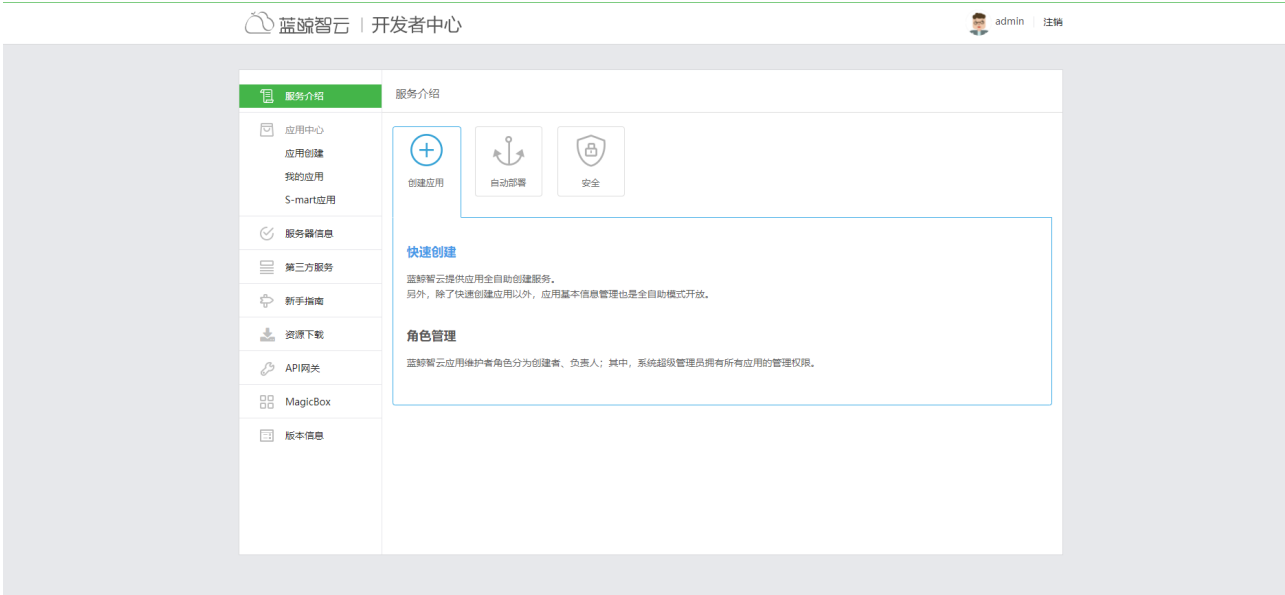 蓝鲸智云 | 开发者中心
admin
注销
服务介绍
应用中心
应用创建
我的应用
S-mart应用
服务器信息
第三方服务
新手指南
资源下载
API网关
MagicBox
版本信息
服务介绍
创建应用
自动部署
安全
快速创建
蓝鲸智云提供应用全自助创建服务。
另外，除了快速创建应用以外，应用基本信息管理也是全自助模式开放。
角色管理
蓝鲸智云应用维护者角色分为创建者、负责人；其中，系统超级管理员拥有所有应用的管理权限。